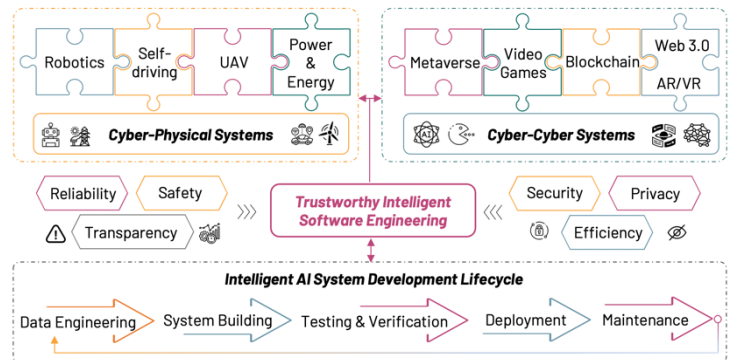 Robotics
Self-
driving
UAV
Power
&
Energy
Cyber-Physical Systems
Metaverse
Video
Games
Blockchain
Web 3.0
AR/VR
AI
Cyber-Cyber Systems
Reliability
Safety
Transparency
Trustworthy Intelligent
Software Engineering
Security
Privacy
Efficiency
Intelligent AI System Development Lifecycle
Data Engineering
System Building
Testing & Verification
Deployment
Maintenance